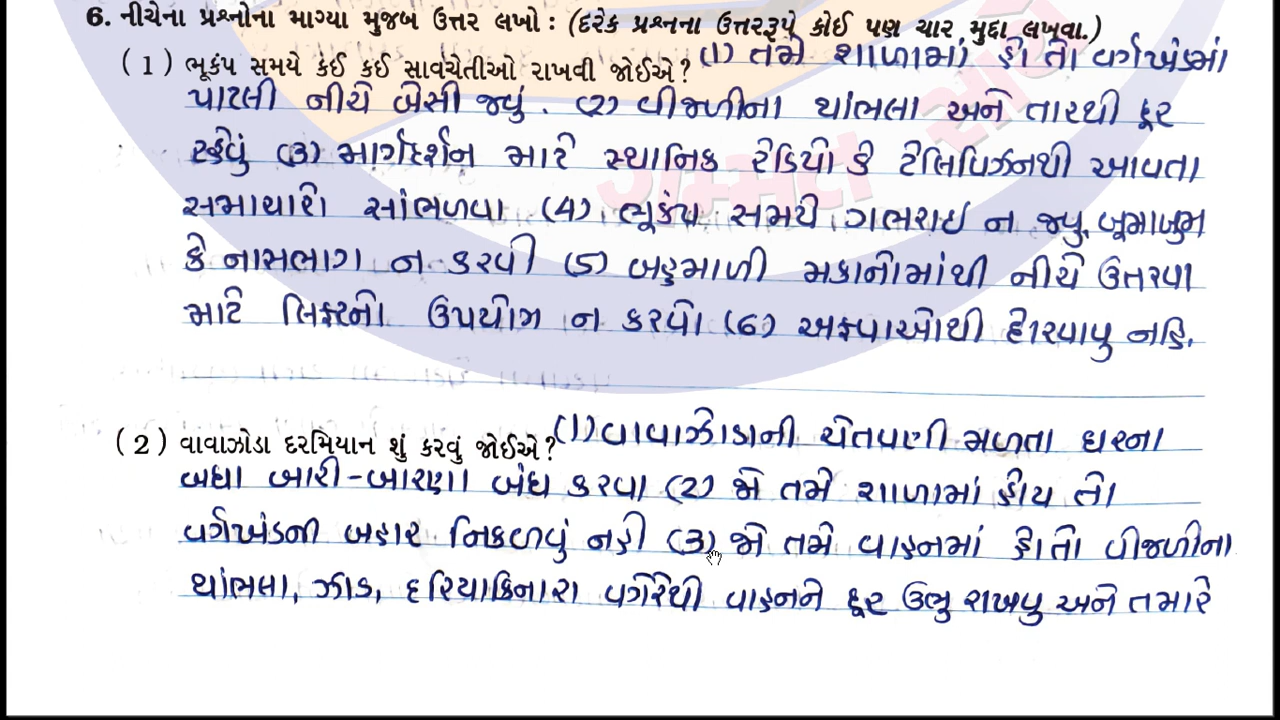 6. નીચેના પ્રશ્નોના માગ્યા મુજબ ઉત્તર લખો : (દરેક પ્રશ્નના ઉત્તરરૂપે કોઈ પણ ચાર મુદ્દા લખવા.)
(1) ભૂકંપ સમયે કઈ કઈ સાવચેતીઓ રાખવી જોઈએ? (1) તમે શાળામાં હો તો વર્ગખંડમાં
પાટલી નીચે બેસી જવું. (2) વીજળીના થાંભલા અને તારથી દૂર
રહેવું (3) માર્ગદર્શન માટે સ્થાનિક રેડિયો કે ટેલિવિઝનથી આવતા
સમાચારો સાંભળવા (4) ભૂકંપ સમયે ગભરાઇ ન જવુ, બૂમાબુમ
કે નાસભાગ ન કરવી (5) બહુમાળી મકાનોમાંથી નીચે ઉતરવા
માટે લિફ્ટનો ઉપયોગ ન કરવો (6) અફવાઓથી દોરવાવુ નહિ.
(2) વાવાઝોડા દરમિયાન શું કરવું જોઈએ? (1) વાવાઝોડાની ચેતવણી મળતા ઘરના
બધા બારી-બારણા બંધ કરવા (2) જો તમે શાળામાં હોય તો
વર્ગખંડની બહાર નિકળવું નહી (3) જો તમે વાહનમાં હો તો વીજળીના
થાંભલા, ઝાડ, દરિયાકિનારા વગેરેથી વાહનને દૂર ઉભુ રાખવુ અને તમારે